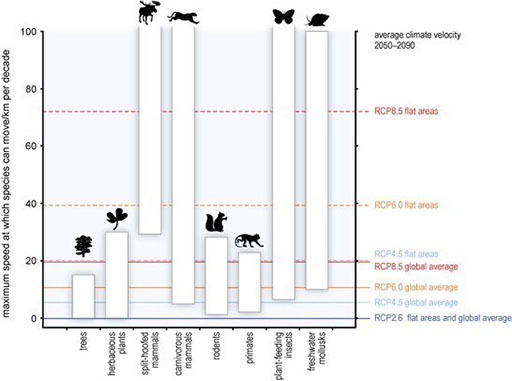 maximum speed at which species can move/km per decade
100
80
60
40
20
0
average climate velocity
2050–2090
RCP8.5 flat areas
RCP6.0 flat areas
RCP4.5 flat areas
RCP8.5 global average
RCP6.0 global average
RCP4.5 global average
RCP2.6 flat areas and global average
trees
herbaceous
plants
split-hoofed
mammals
carnivorous
mammals
rodents
primates
plant-feeding
insects
freshwater
mollusks